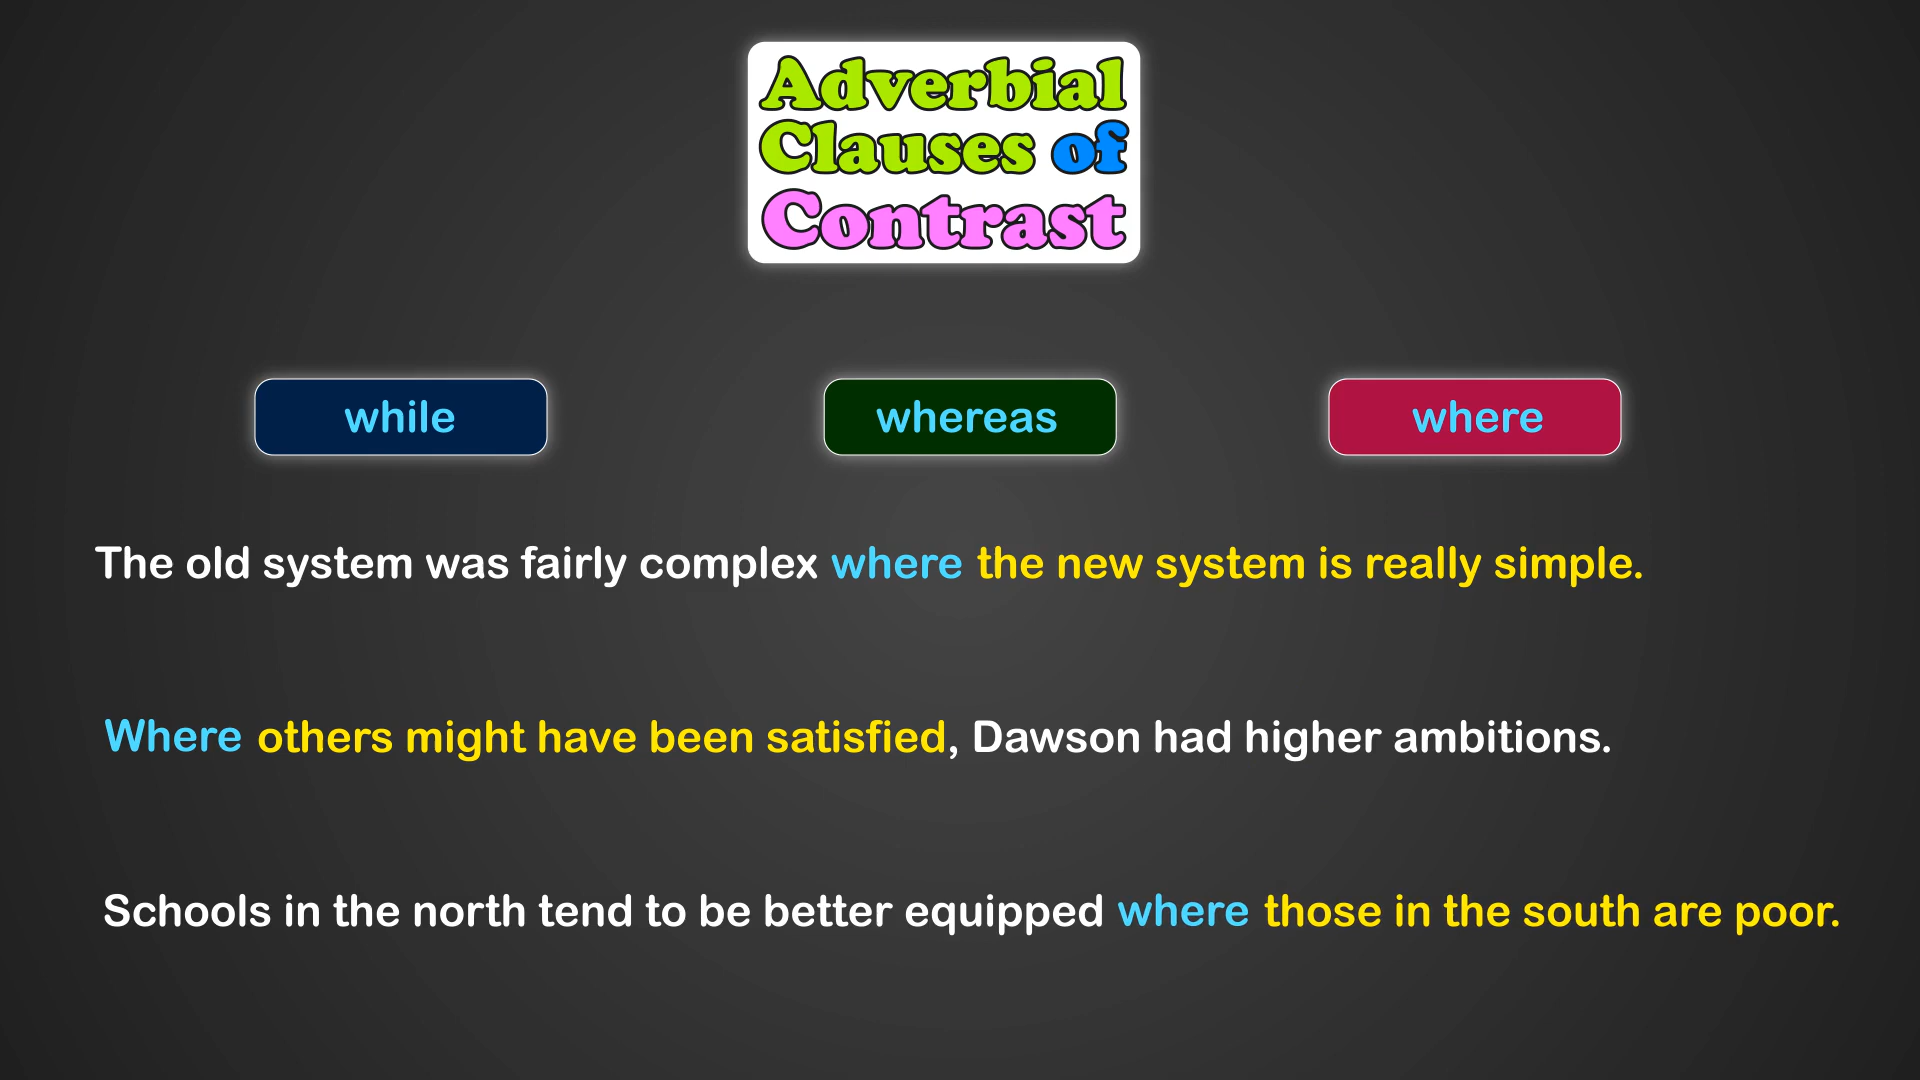 Adverbial
Clauses of
Contrast
while
whereas
where
The old system was fairly complex where the new system is really simple.
Where others might have been satisfied, Dawson had higher ambitions.
Schools in the north tend to be better equipped where those in the south are poor.